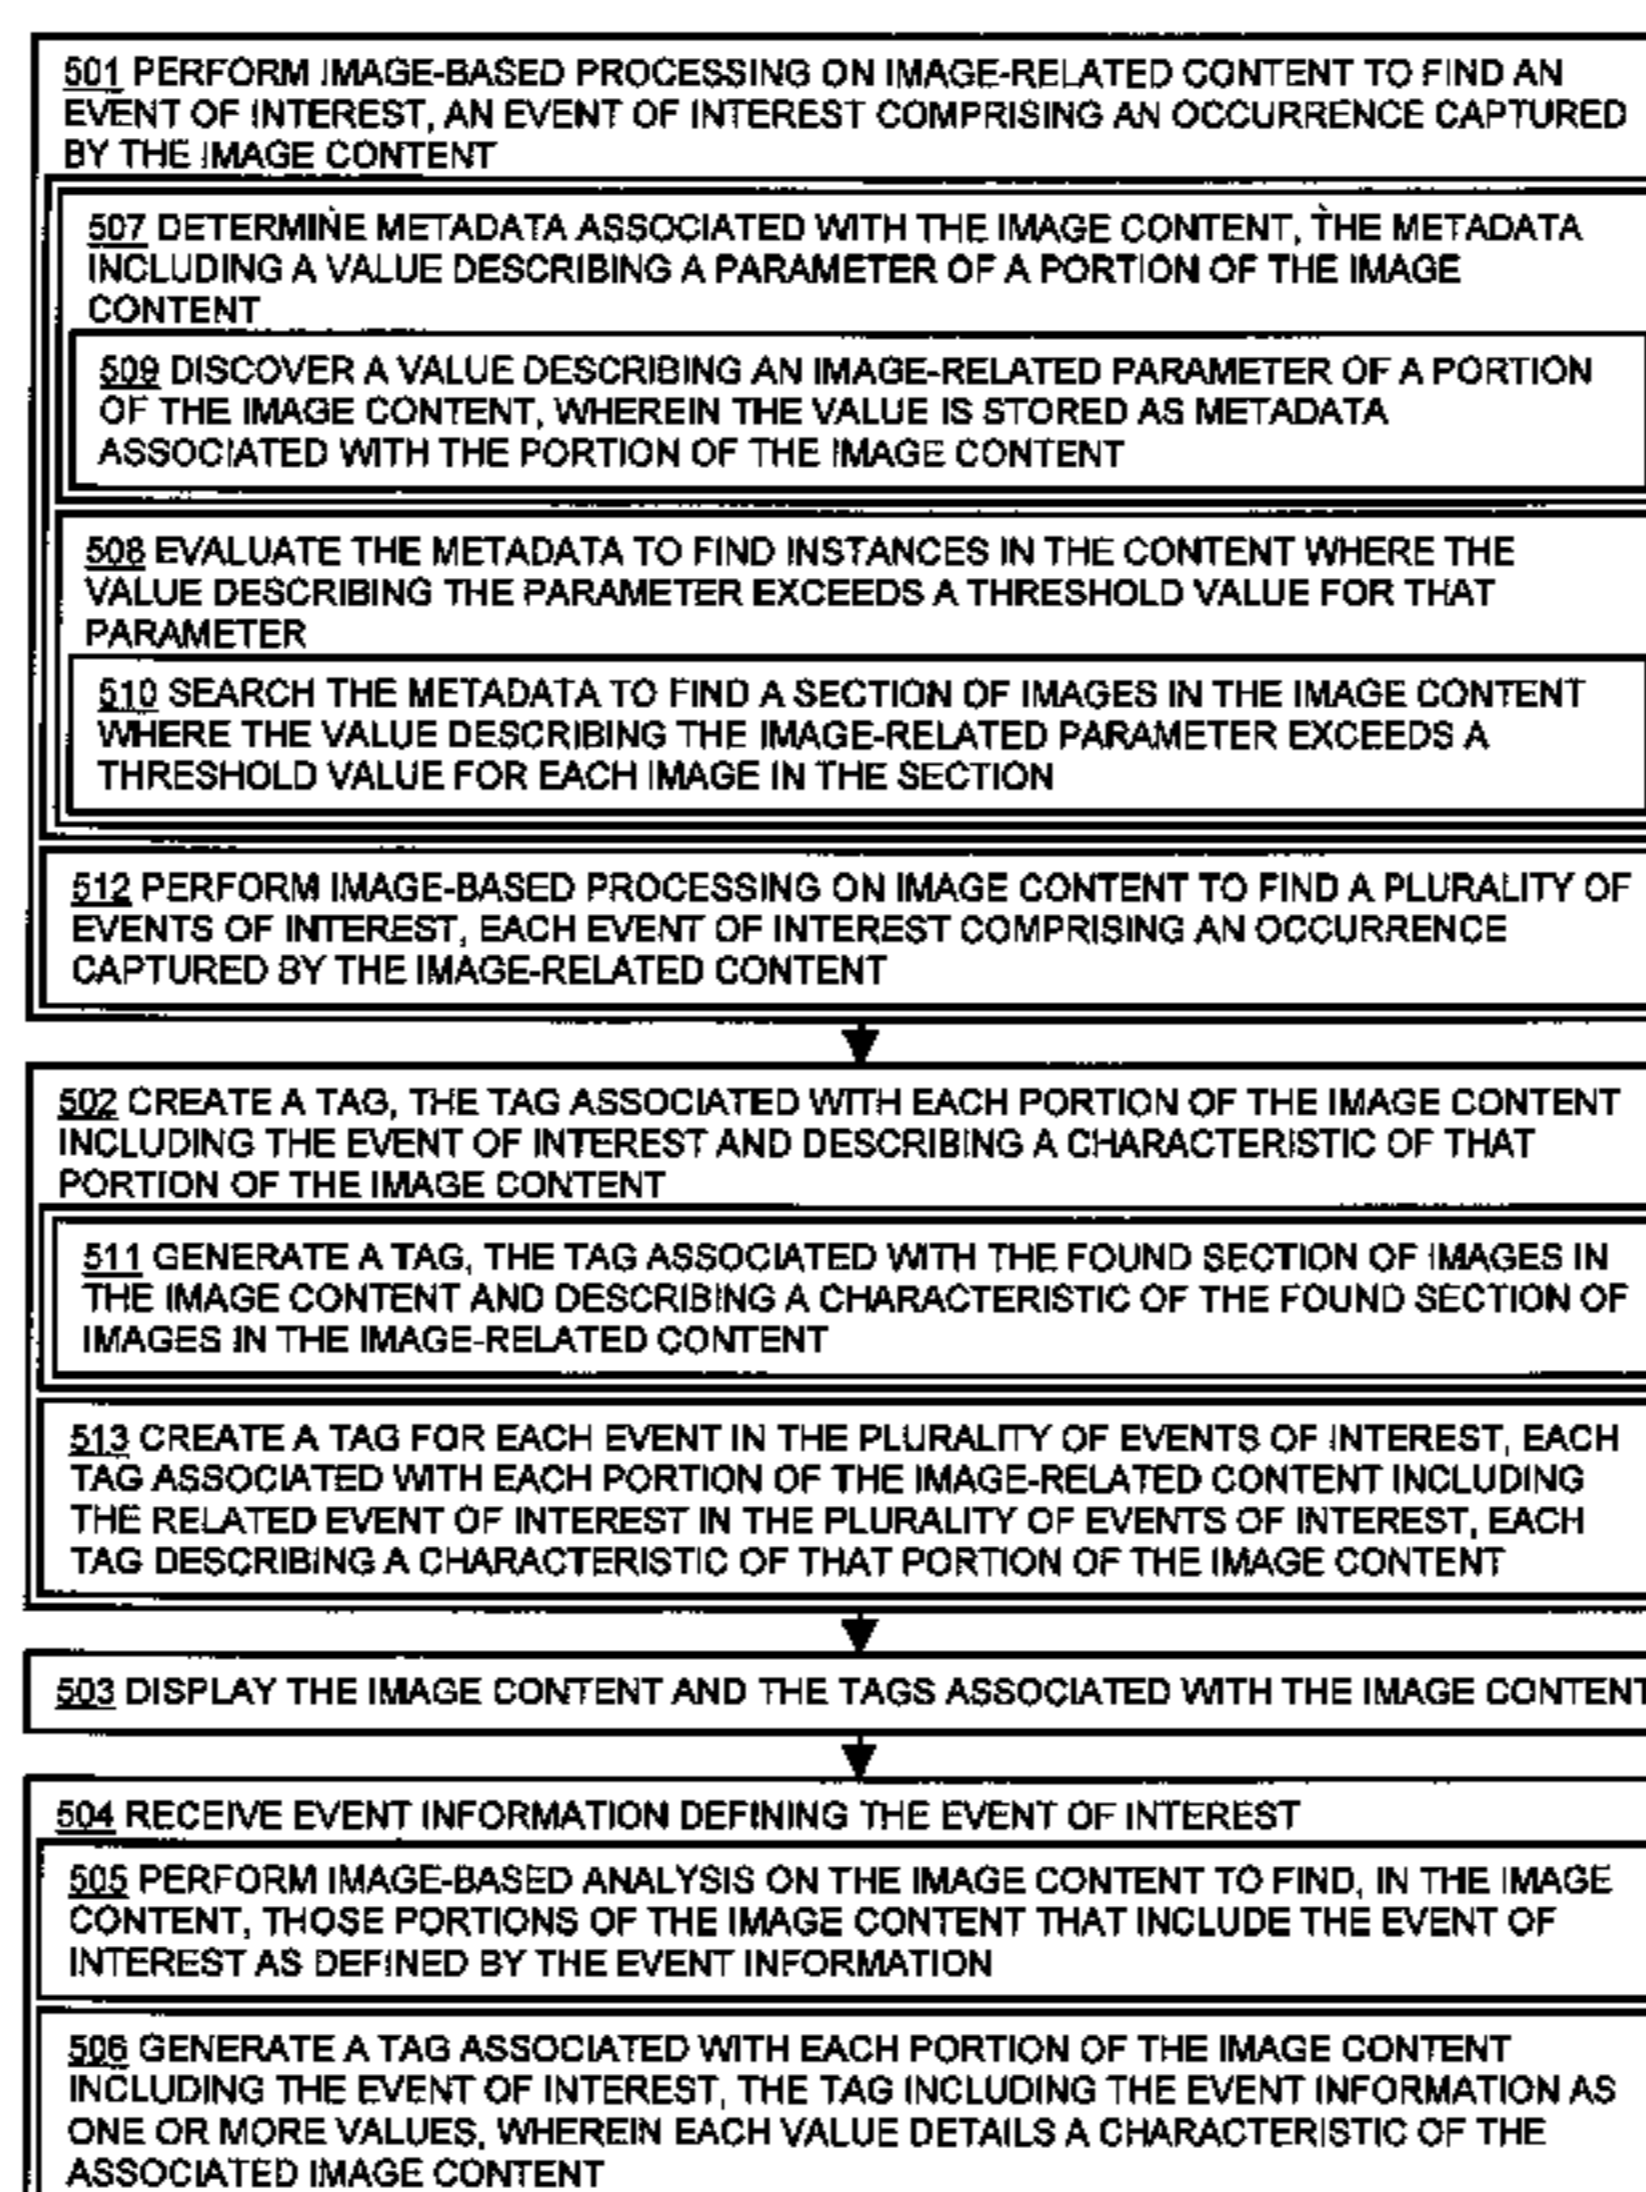 501 PERFORM IMAGE-BASED PROCESSING ON IMAGE-RELATED CONTENT TO FIND AN
EVENT OF INTEREST, AN EVENT OF INTEREST COMPRISING AN OCCURRENCE CAPTURED
BY THE IMAGE CONTENT
507 DETERMINE METADATA ASSOCIATED WITH THE IMAGE CONTENT, THE METADATA
INCLUDING A VALUE DESCRIBING A PARAMETER OF A PORTION OF THE IMAGE
CONTENT
509 DISCOVER A VALUE DESCRIBING AN IMAGE-RELATED PARAMETER OF A PORTION
OF THE IMAGE CONTENT, WHEREIN THE VALUE IS STORED AS METADATA
ASSOCIATED WITH THE PORTION OF THE IMAGE CONTENT
508 EVALUATE THE METADATA TO FIND INSTANCES IN THE CONTENT WHERE THE
VALUE DESCRIBING THE PARAMETER EXCEEDS A THRESHOLD VALUE FOR THAT
PARAMETER
510 SEARCH THE METADATA TO FIND A SECTION OF IMAGES IN THE IMAGE CONTENT
WHERE THE VALUE DESCRIBING THE IMAGE-RELATED PARAMETER EXCEEDS A
THRESHOLD VALUE FOR EACH IMAGE IN THE SECTION
512 PERFORM IMAGE-BASED PROCESSING ON IMAGE CONTENT TO FIND A PLURALITY OF
EVENTS OF INTEREST, EACH EVENT OF INTEREST COMPRISING AN OCCURRENCE
CAPTURED BY THE IMAGE-RELATED CONTENT
502 CREATE A TAG, THE TAG ASSOCIATED WITH EACH PORTION OF THE IMAGE CONTENT
INCLUDING THE EVENT OF INTEREST AND DESCRIBING A CHARACTERISTIC OF THAT
PORTION OF THE IMAGE CONTENT
511 GENERATE A TAG, THE TAG ASSOCIATED WITH THE FOUND SECTION OF IMAGES IN
THE IMAGE CONTENT AND DESCRIBING A CHARACTERISTIC OF THE FOUND SECTION OF
IMAGES IN THE IMAGE-RELATED CONTENT
513 CREATE A TAG FOR EACH EVENT IN THE PLURALITY OF EVENTS OF INTEREST, EACH
TAG ASSOCIATED WITH EACH PORTION OF THE IMAGE-RELATED CONTENT INCLUDING
THE RELATED EVENT OF INTEREST IN THE PLURALITY OF EVENTS OF INTEREST, EACH
TAG DESCRIBING A CHARACTERISTIC OF THAT PORTION OF THE IMAGE CONTENT
503 DISPLAY THE IMAGE CONTENT AND THE TAGS ASSOCIATED WITH THE IMAGE CONTENT
504 RECEIVE EVENT INFORMATION DEFINING THE EVENT OF INTEREST
505 PERFORM IMAGE-BASED ANALYSIS ON THE IMAGE CONTENT TO FIND, IN THE IMAGE
CONTENT, THOSE PORTIONS OF THE IMAGE CONTENT THAT INCLUDE THE EVENT OF
INTEREST AS DEFINED BY THE EVENT INFORMATION
506 GENERATE A TAG ASSOCIATED WITH EACH PORTION OF THE IMAGE CONTENT
INCLUDING THE EVENT OF INTEREST, THE TAG INCLUDING THE EVENT INFORMATION AS
ONE OR MORE VALUES, WHEREIN EACH VALUE DETAILS A CHARACTERISTIC OF THE
ASSOCIATED IMAGE CONTENT